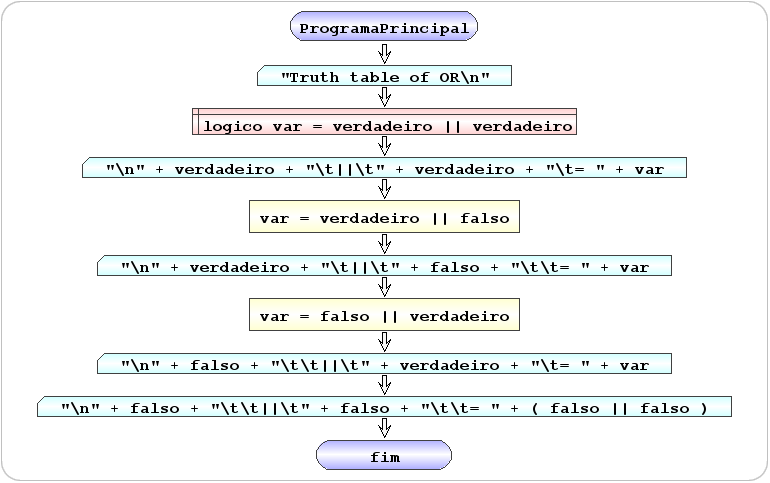 ProgramaPrincipal
"Truth table of OR\n"
logico var = verdadeiro || verdadeiro
"\n" + verdadeiro + "\t||\t" + verdadeiro + "\t= " + var
var = verdadeiro || falso
"\n" + verdadeiro + "\t||\t" + falso + "\t\t= " + var
var = falso || verdadeiro
"\n" + falso + "\t\t||\t" + verdadeiro + "\t= " + var
"\n" + falso + "\t\t||\t" + falso + "\t\t= " + ( falso || falso )
fim